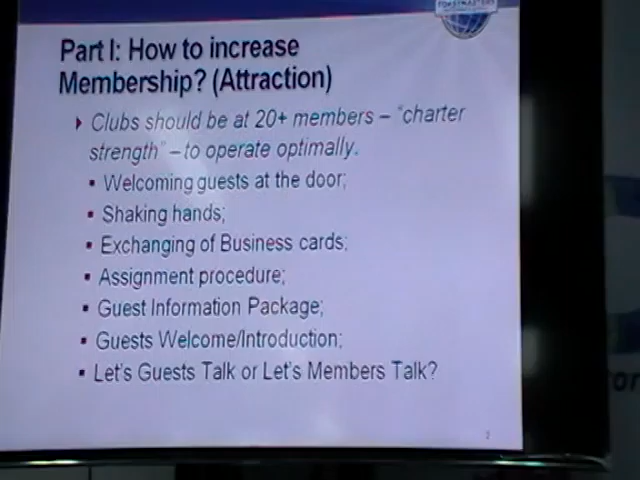 TOASTMASTERS
Part I: How to increase
Membership? (Attraction)
Clubs should be at 20+ members – "charter
strength" – to operate optimally.
Welcoming guests at the door;
Shaking hands;
Exchanging of Business cards;
Assignment procedure;
Guest Information Package;
Guests Welcome/Introduction;
Let's Guests Talk or Let's Members Talk?